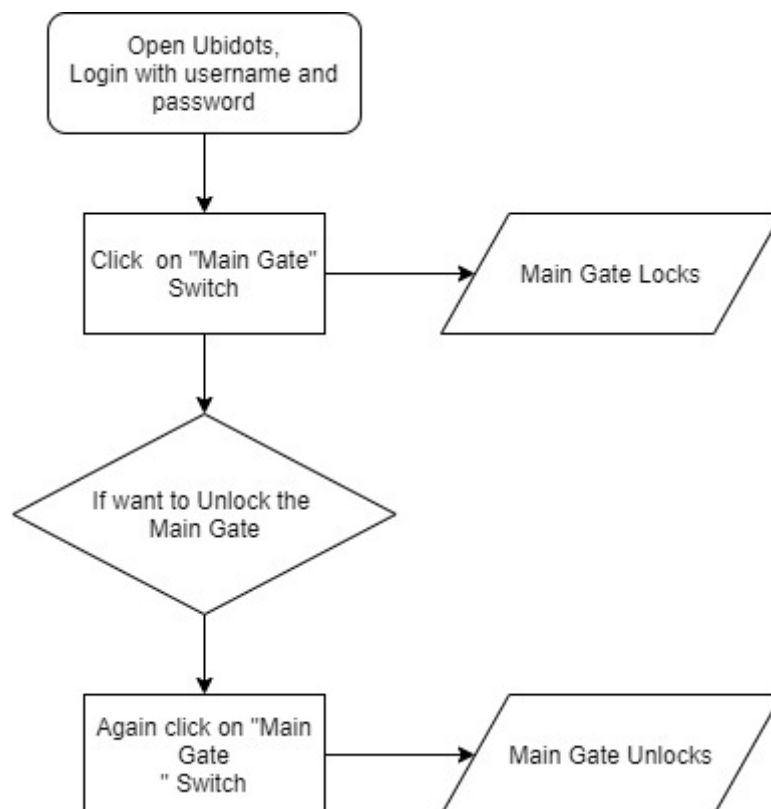 Open Ubidots,
Login with username and
password
Click  on "Main Gate"
Switch
Main Gate Locks
If want to Unlock the
Main Gate
Again click on "Main
Gate
" Switch
Main Gate Unlocks